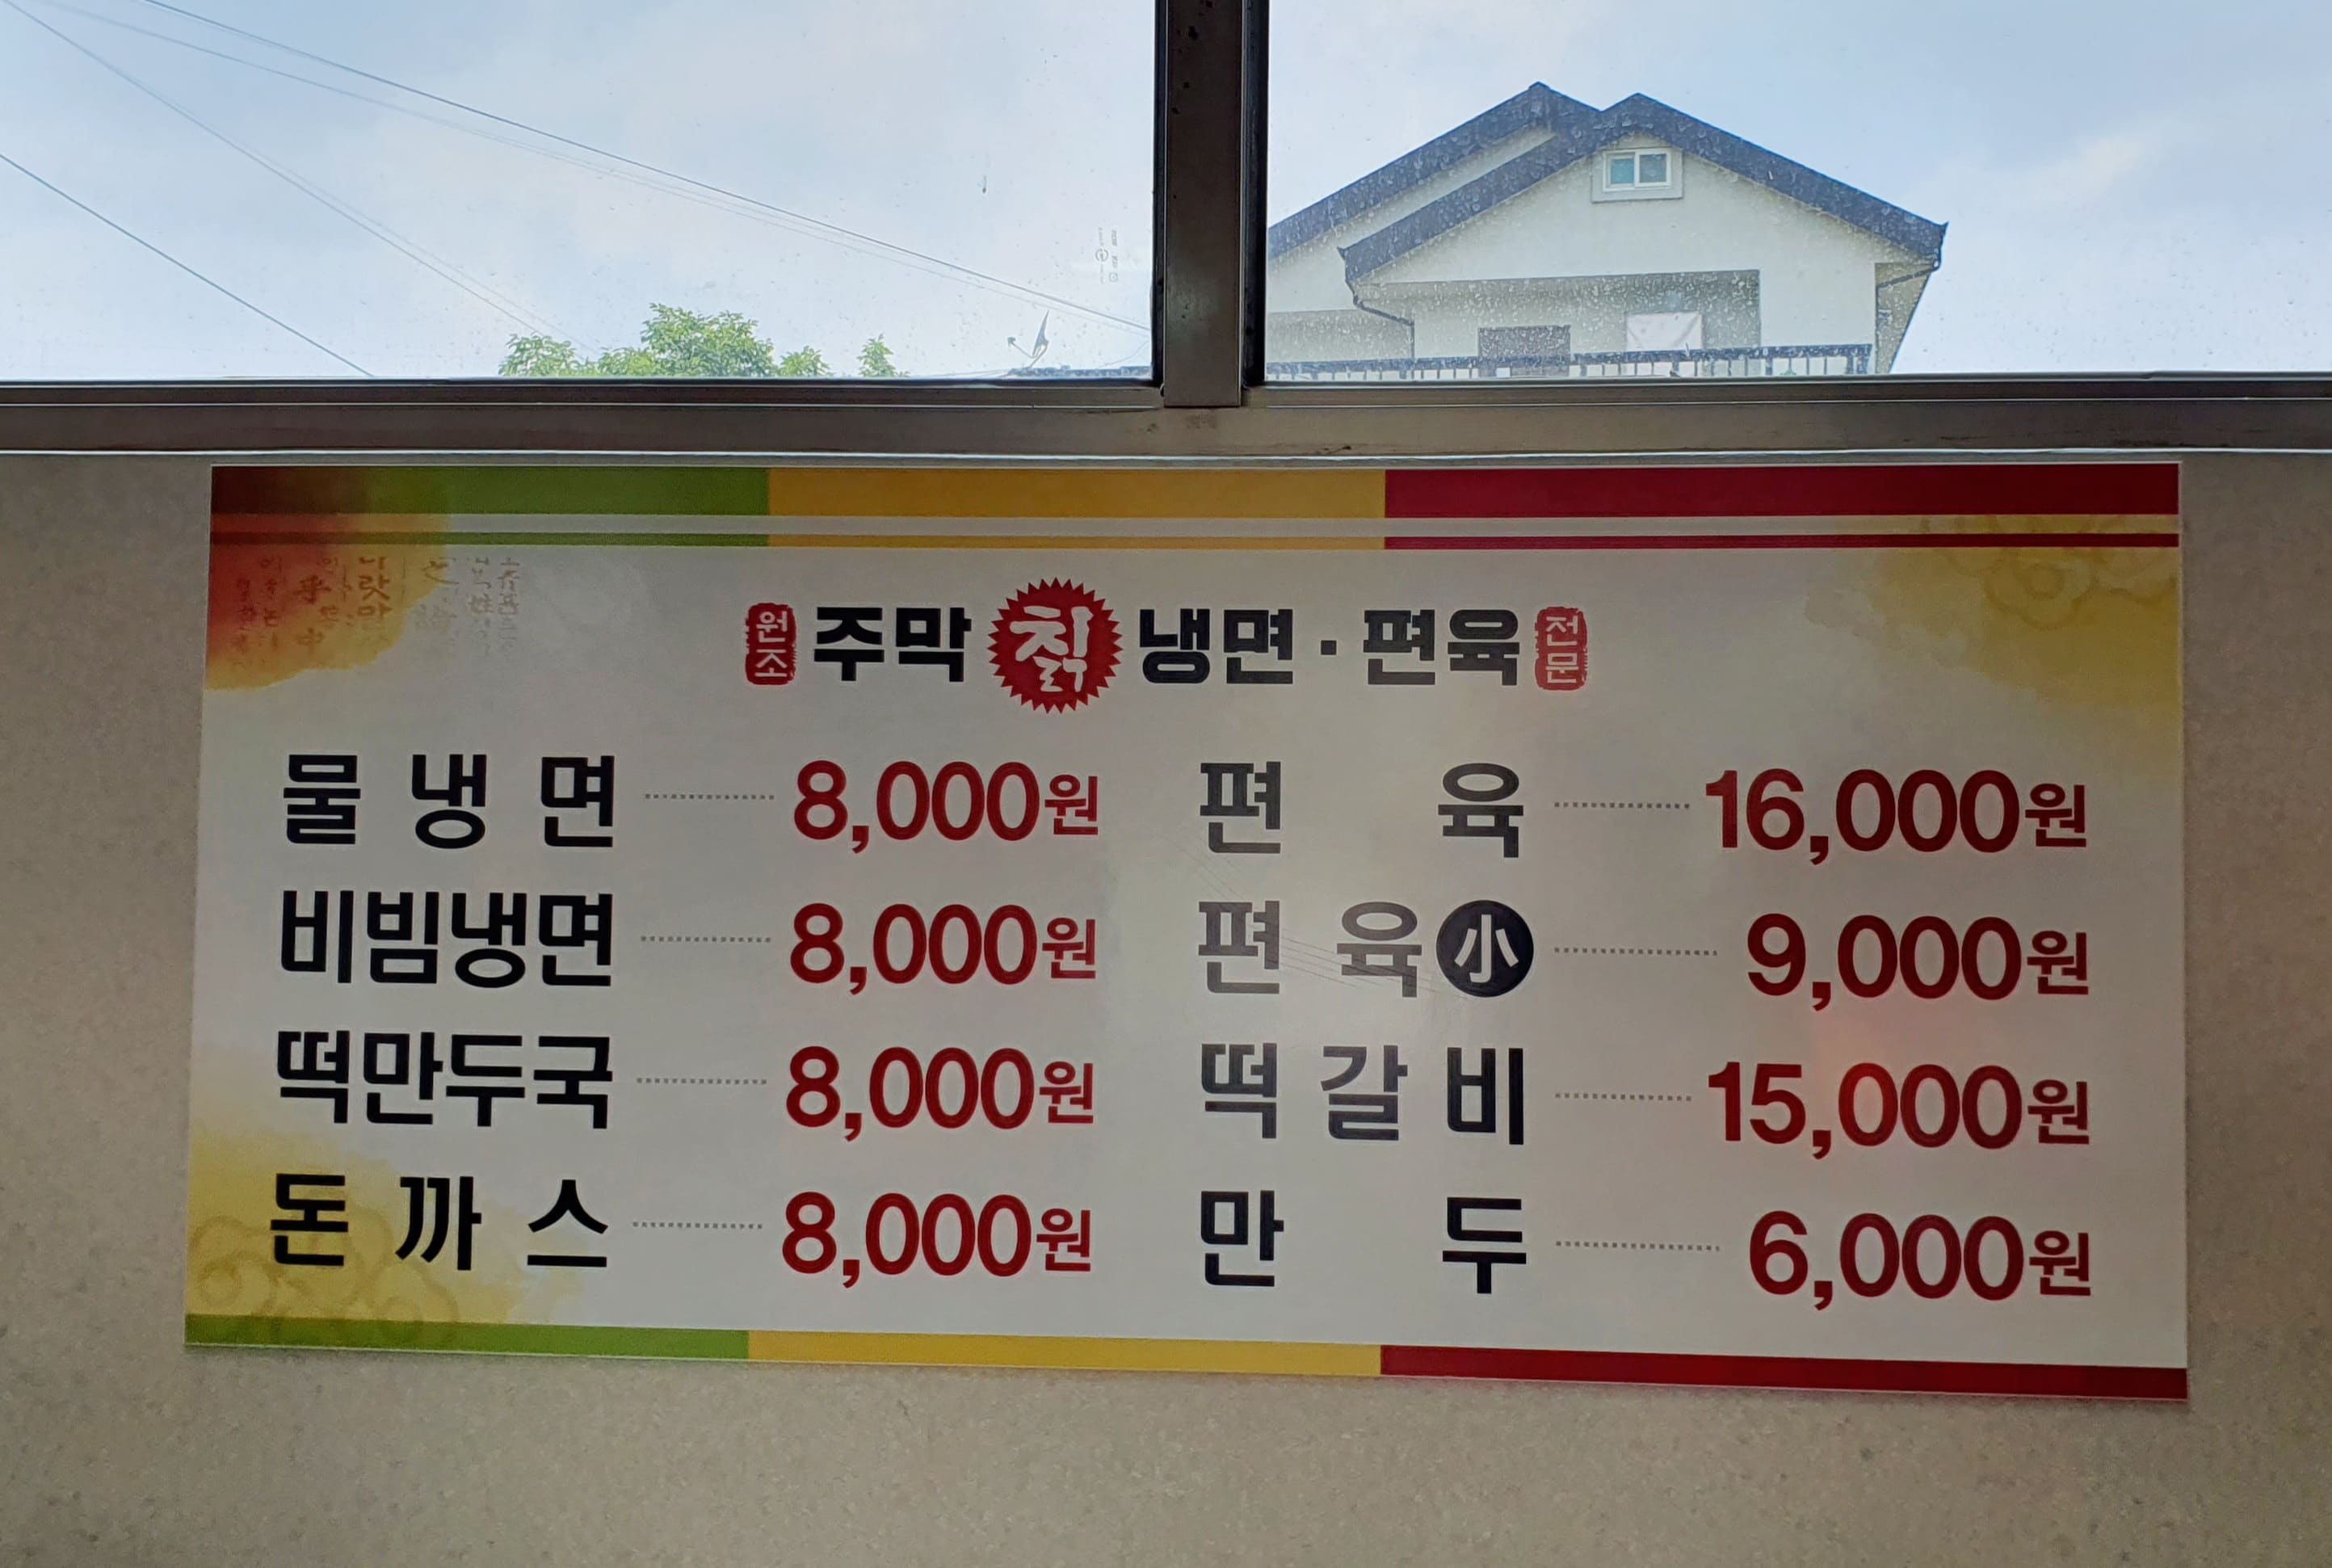 원조 주막 칡 냉면·편육 전문
물냉면 8,000원
비빔냉면 8,000원
떡만두국 8,000원
돈까스 8,000원
편육 16,000원
편육 小 9,000원
떡갈비 15,000원
만두 6,000원